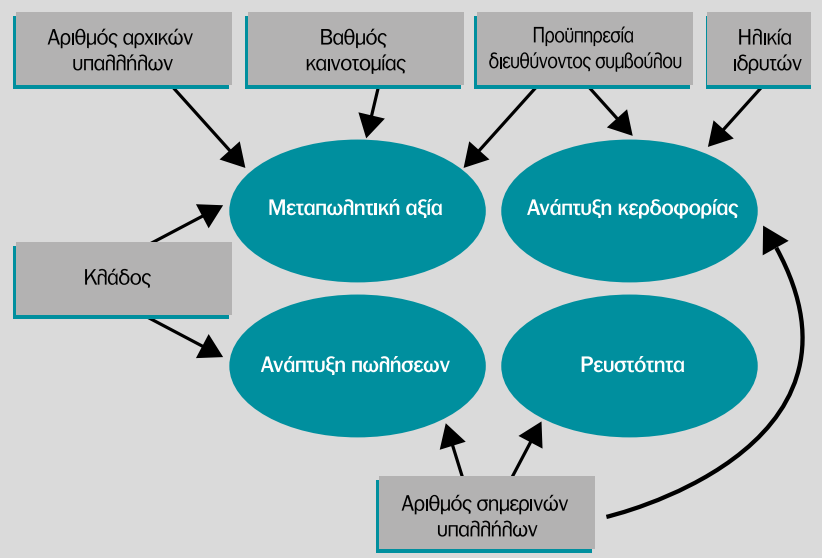 Αριθμός αρχικών
υπαλλήλων
Βαθμός
καινοτομίας
Προϋπηρεσία
διευθύνοντος συμβούλου
Ηλικία
ιδρυτών
Μεταπωλητική αξία
Ανάπτυξη κερδοφορίας
Κλάδος
Ανάπτυξη πωλήσεων
Ρευστότητα
Αριθμός σημερινών
υπαλλήλων